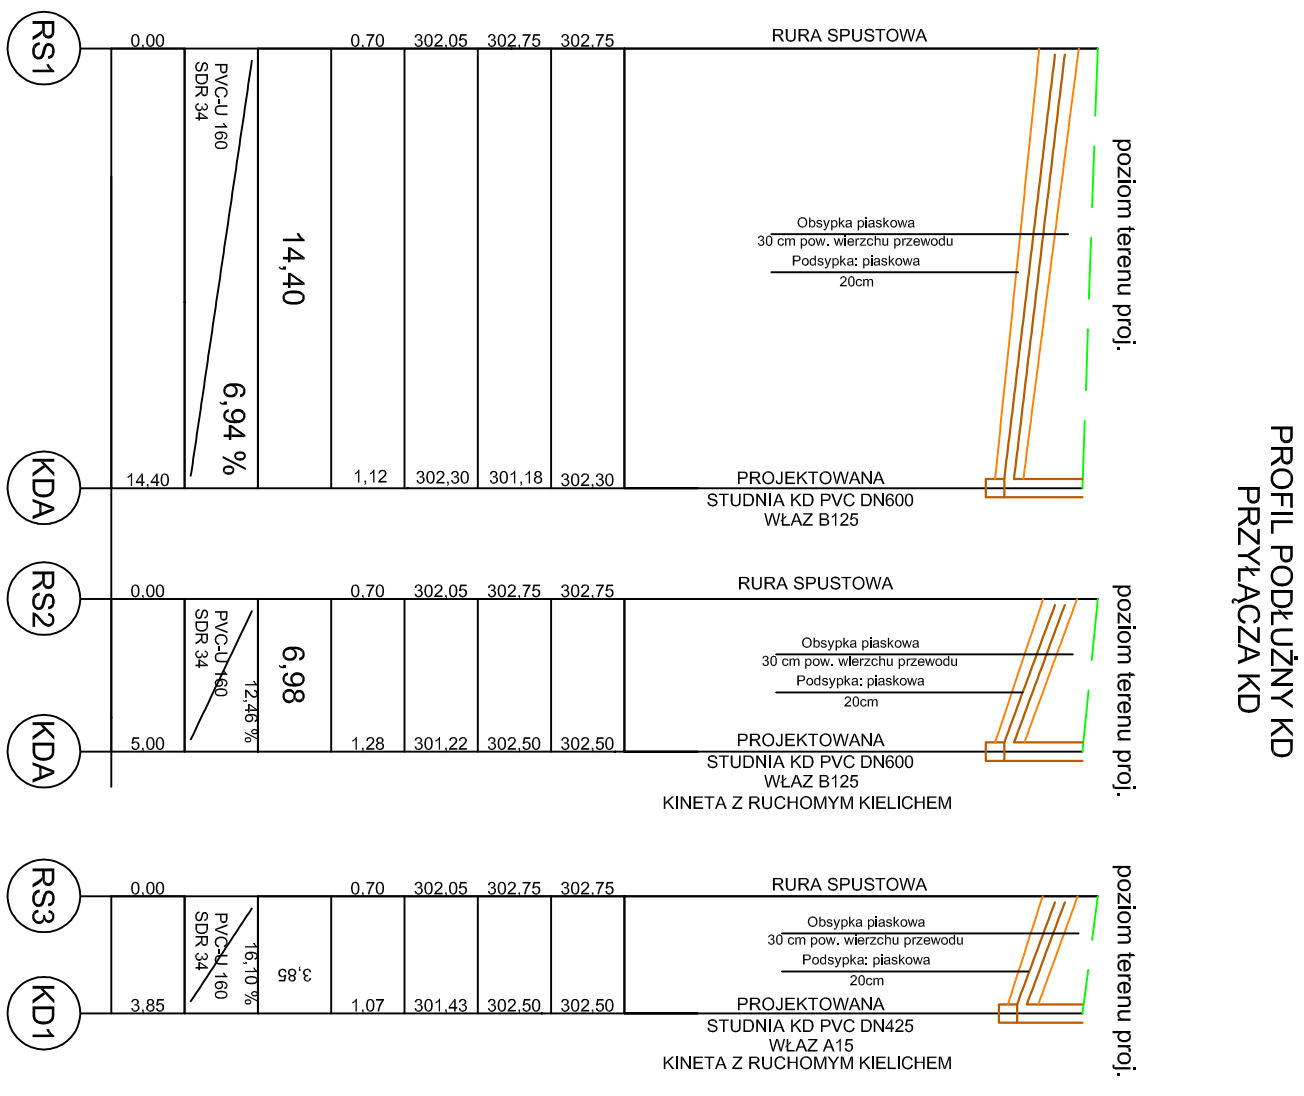 PROFIL PODŁUŻNY KD
PRZYŁĄCZA KD
RS1
0,00
0,70
302,05
302,75
302,75
RURA SPUSTOWA
PVC-U 160
SDR 34
14,40
6,94 %
Obsypka piaskowa
30 cm pow. wierzchu przewodu
Podsypka: piaskowa
20cm
poziom terenu proj.
KDA
14,40
1,12
302,30
301,18
302,30
PROJEKTOWANA
STUDNIA KD PVC DN600
WŁAZ B125
RS2
0,00
0,70
302,05
302,75
302,75
RURA SPUSTOWA
PVC-U 160
SDR 34
6,98
12,46 %
Obsypka piaskowa
30 cm pow. wierzchu przewodu
Podsypka: piaskowa
20cm
poziom terenu proj.
KDA
5,00
1,28
301,22
302,50
302,50
PROJEKTOWANA
STUDNIA KD PVC DN600
WŁAZ B125
KINETA Z RUCHOMYM KIELICHEM
RS3
0,00
0,70
302,05
302,75
302,75
RURA SPUSTOWA
PVC-U 160
SDR 34
3,85
16,10 %
Obsypka piaskowa
30 cm pow. wierzchu przewodu
Podsypka: piaskowa
20cm
poziom terenu proj.
KD1
3,85
1,07
301,43
302,50
302,50
PROJEKTOWANA
STUDNIA KD PVC DN425
WŁAZ A15
KINETA Z RUCHOMYM KIELICHEM